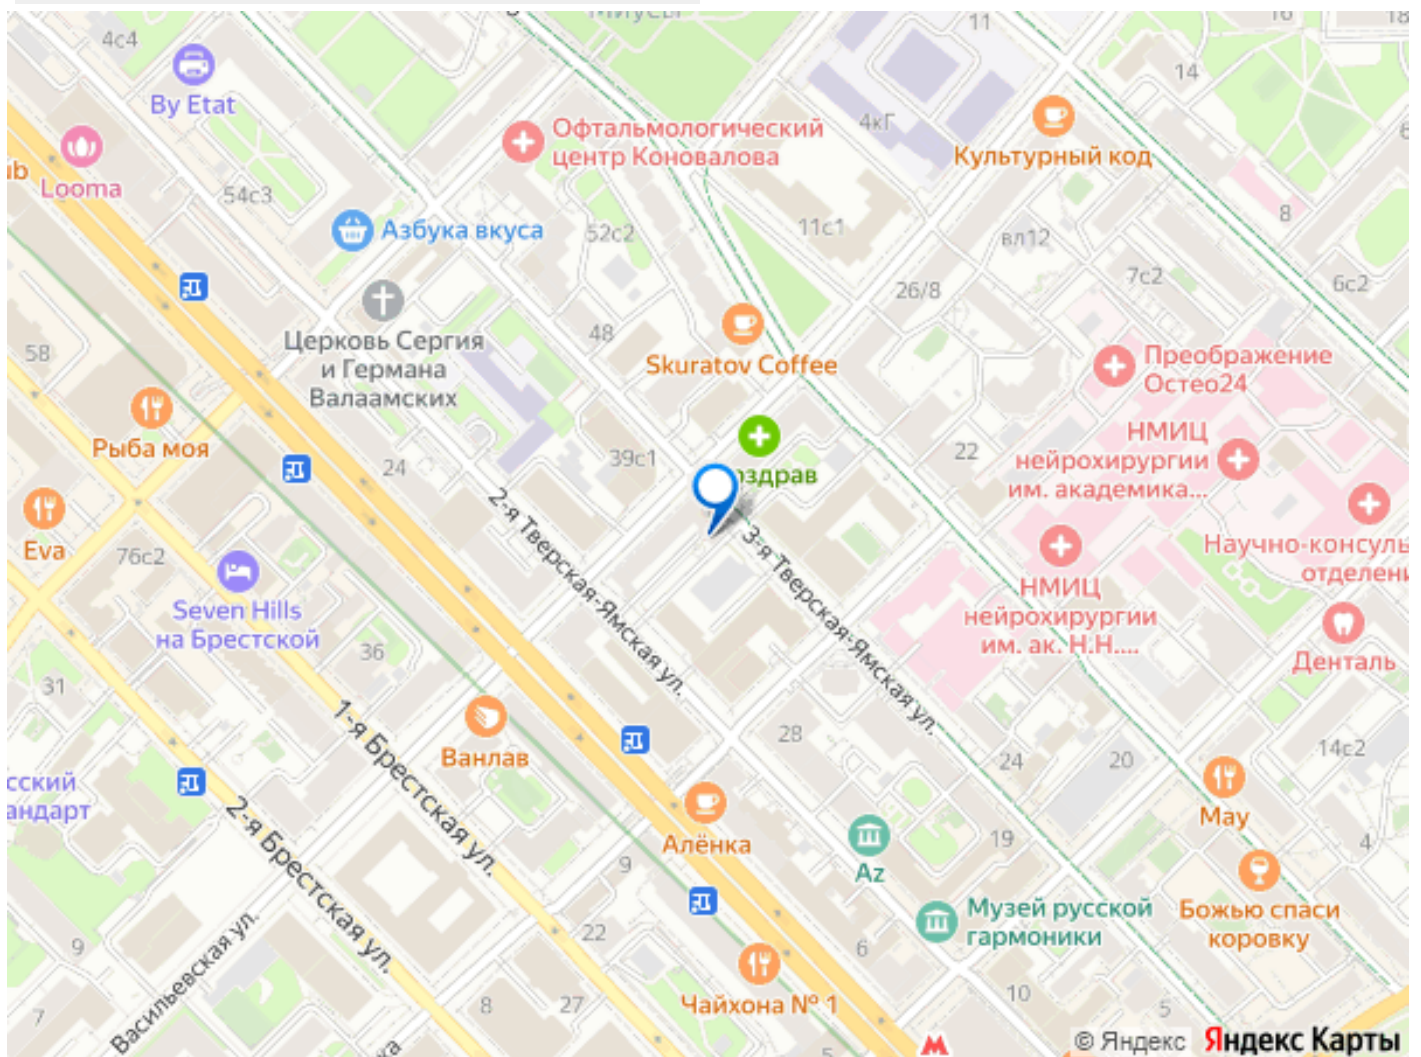 4с4
By Etat
Looma
54с3
Азбука вкуса
Офтальмологический
центр Коновалова
52с2
4кГ
11
16
18
14
Культурный код
11с1
вл12
8
7с2
6с2
26/8
Церковь Сергия
и Германа
Валаамских
48
Skuratov Coffee
Преображение
Остео24
58
Рыба моя
24
39с1
22
НМИЦ
нейрохирургии
им. академика...
Eva
76с2
2-я Тверская-Ямская ул.
3-я Тверская-Ямская ул.
НМИЦ
нейрохирургии
им. ак. Н.Н....
Научно-консуль
отделени
Seven Hills
на Брестской
36
31
1-я Брестская ул.
Денталь
Ванлав
28
24
20
14с2
May
2-я Брестская ул.
Алёнка
9
Az
19
4
Музей русской
гармоники
Божью спаси
коровку
Васильевская ул.
9
22
6
Чайхона № 1
7
8
27
10
5
© Яндекс Яндекс Карты